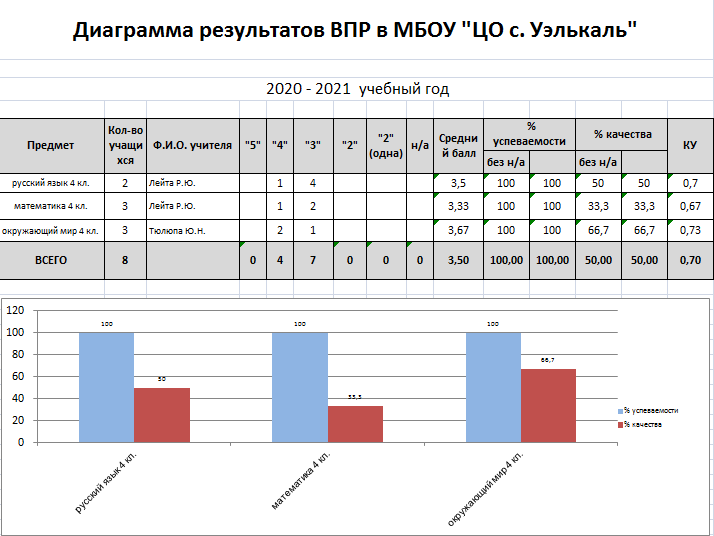 Диаграмма результатов ВПР в МБОУ "ЦО с. Уэлькаль"
2020 - 2021 учебный год
Предмет Кол-во учащихся Ф.И.О. учителя "5" "4" "3" "2" "2" (одна) н/а Средний балл % успеваемости % качества КУ
без н/а без н/а
русский язык 4 кл. 2 Лейта Р.Ю. 1 4 3,5 100 100 50 50 0,7
математика 4 кл. 3 Лейта Р.Ю. 1 2 3,33 100 100 33,3 33,3 0,67
окружающий мир 4 кл. 3 Тюлюпа Ю.Н. 2 1 3,67 100 100 66,7 66,7 0,73
ВСЕГО 8 0 4 7 0 0 0 3,50 100,00 100,00 50,00 50,00 0,70
120
100
80
60
40
20
0
100 50 100 33,3 100 66,7
% успеваемости
% качества
русский язык 4 кл.
математика 4 кл.
окружающий мир 4 кл.